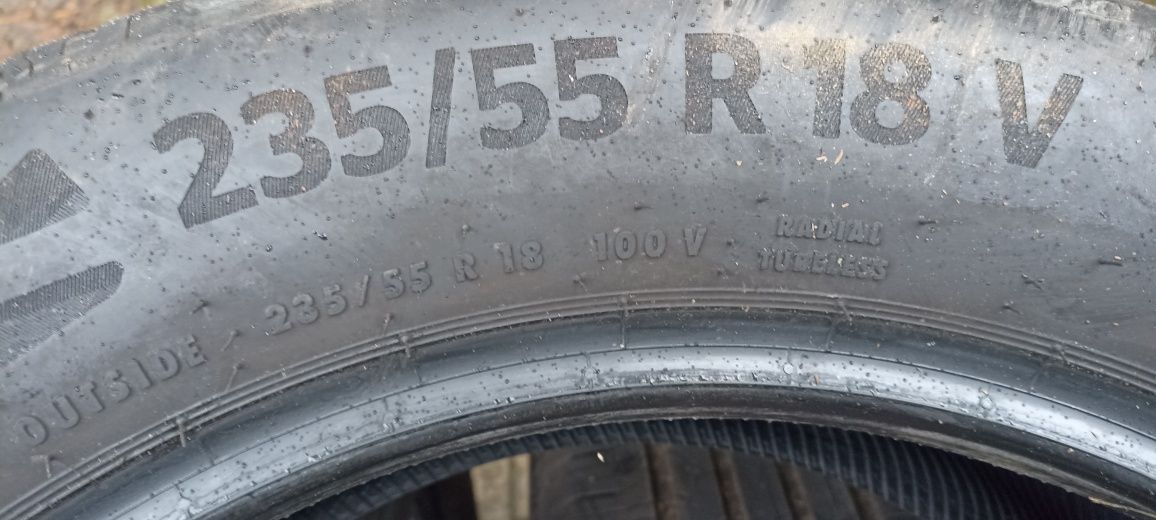 235/55 R 18 V
OUTSIDE 235/55 R 18 100 V RADIAL
TUBELESS